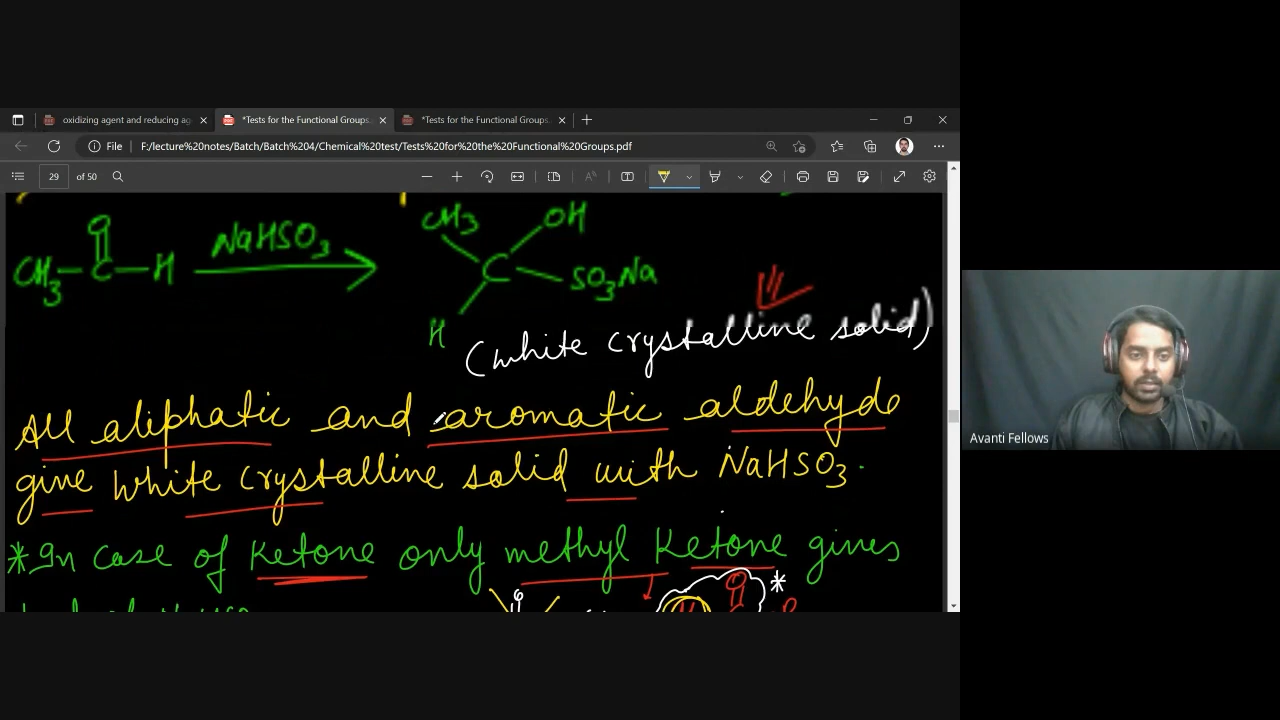 oxidizing agent and reducing ag
*Tests for the Functional Groups.
*Tests for the Functional Groups.
File
F:/lecture%20notes/Batch/Batch%204/Chemical%20test/Tests%20for%20the%20Functional%20Groups.pdf
29 of 50
O
CH3-C-H
NaHSO3
CH3 OH
C
SO3Na
H
(white crystalline solid)
All aliphatic and aromatic aldehyde
give white crystalline solid with NaHSO3.
*In case of Ketone only methyl Ketone gives
Avanti Fellows